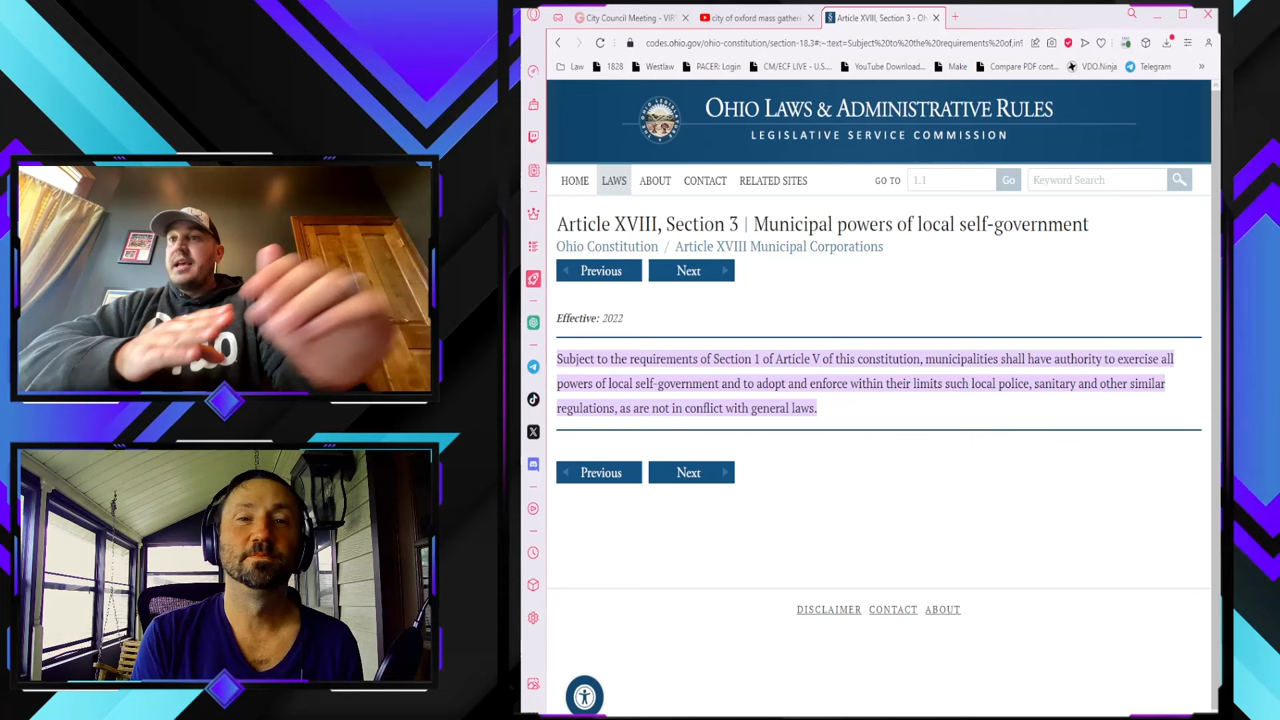 City Council Meeting - VIRT
city of oxford mass gatheri
Article XVIII, Section 3 - O
codes.ohio.gov/ohio-constitution/section-18.3#:~:text=Subject%20to%20the%20requirements%20of,in
Law
1828
Westlaw
PACER: Login
CM/ECF LIVE - U.S....
YouTube Download...
Make
Compare PDF cont...
VDO.Ninja
Telegram
OHIO LAWS & ADMINISTRATIVE RULES
LEGISLATIVE SERVICE COMMISSION
HOME LAWS ABOUT CONTACT RELATED SITES GO TO 1.1 Go Keyword Search
Article XVIII, Section 3 | Municipal powers of local self-government
Ohio Constitution / Article XVIII Municipal Corporations
Previous Next
Effective: 2022
Subject to the requirements of Section 1 of Article V of this constitution, municipalities shall have authority to exercise all
powers of local self-government and to adopt and enforce within their limits such local police, sanitary and other similar
regulations, as are not in conflict with general laws.
Previous Next
DISCLAIMER CONTACT ABOUT